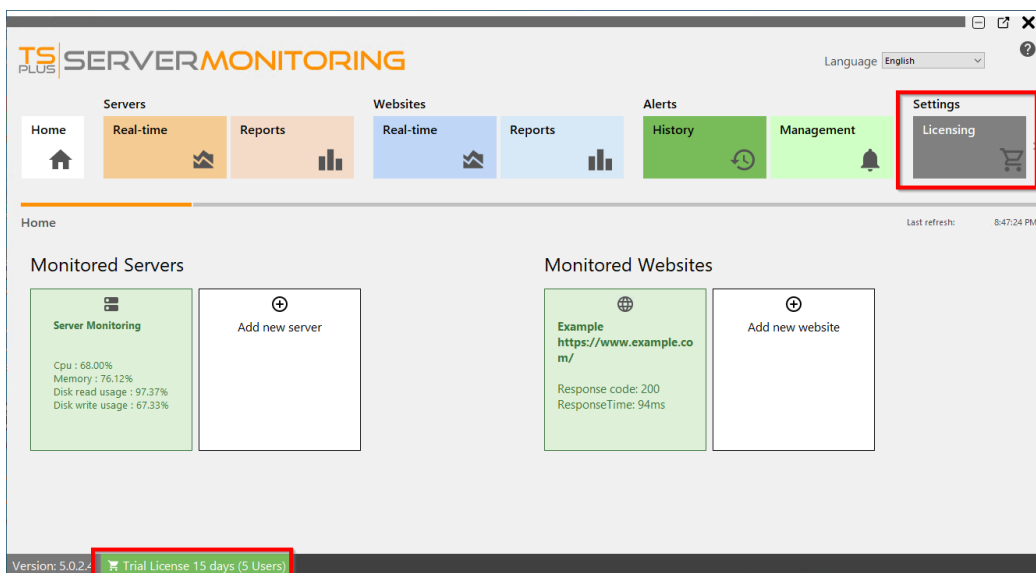 TS PLUS SERVERMONITORING
Language English
Servers Websites Alerts Settings
Home Real-time Reports Real-time Reports History Management Licensing
Home Last refresh: 8:47:24 PM
Monitored Servers
Server Monitoring
Cpu : 68.00%
Memory : 76.12%
Disk read usage : 97.37%
Disk write usage : 67.33%
Add new server
Monitored Websites
Example
https://www.example.co
m/
Response code: 200
ResponseTime: 94ms
Add new website
Version: 5.0.2.4 Trial License 15 days (5 Users)